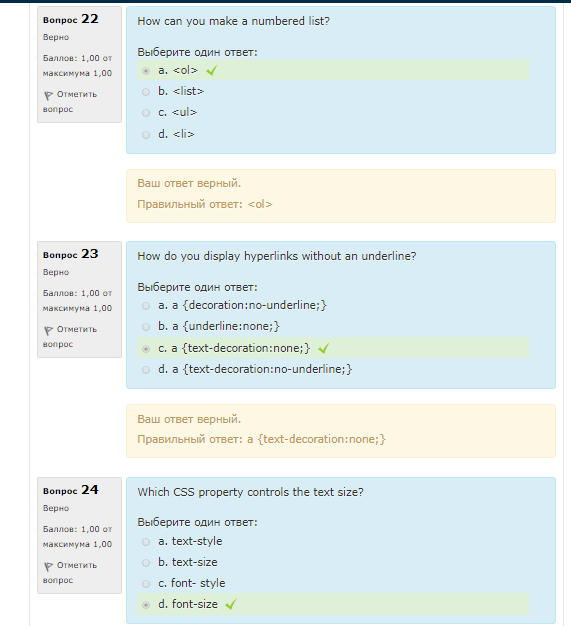 Вопрос 22
Верно
Баллов: 1,00 от
максимума 1,00
Отметить
вопрос
How can you make a numbered list?
Выберите один ответ:
a. <ol>
b. <list>
c. <ul>
d. <li>
Ваш ответ верный.
Правильный ответ: <ol>
Вопрос 23
Верно
Баллов: 1,00 от
максимума 1,00
Отметить
вопрос
How do you display hyperlinks without an underline?
Выберите один ответ:
a. a {decoration:no-underline;}
b. a {underline:none;}
c. a {text-decoration:none;}
d. a {text-decoration:no-underline;}
Ваш ответ верный.
Правильный ответ: a {text-decoration:none;}
Вопрос 24
Верно
Баллов: 1,00 от
максимума 1,00
Отметить
вопрос
Which CSS property controls the text size?
Выберите один ответ:
a. text-style
b. text-size
c. font- style
d. font-size